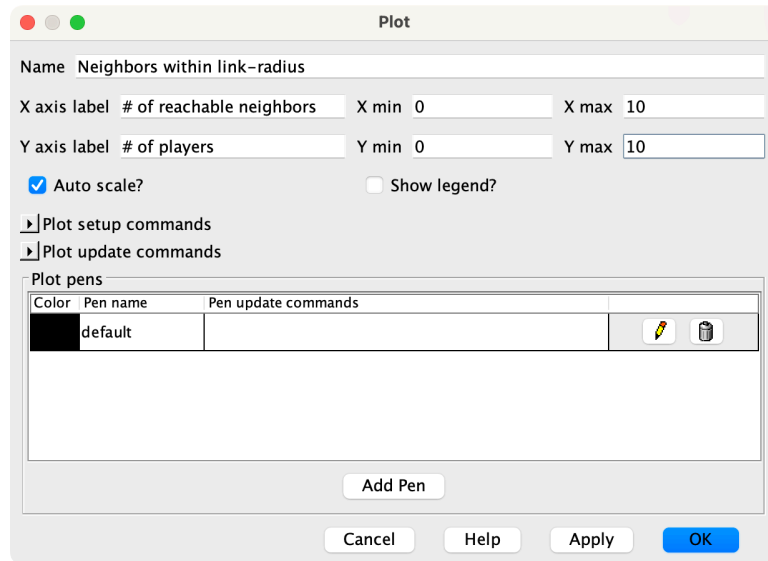 Plot
Name Neighbors within link-radius
X axis label # of reachable neighbors X min 0 X max 10
Y axis label # of players Y min 0 Y max 10
Auto scale? Show legend?
Plot setup commands
Plot update commands
Plot pens
Color Pen name Pen update commands
default
Add Pen
Cancel Help Apply OK